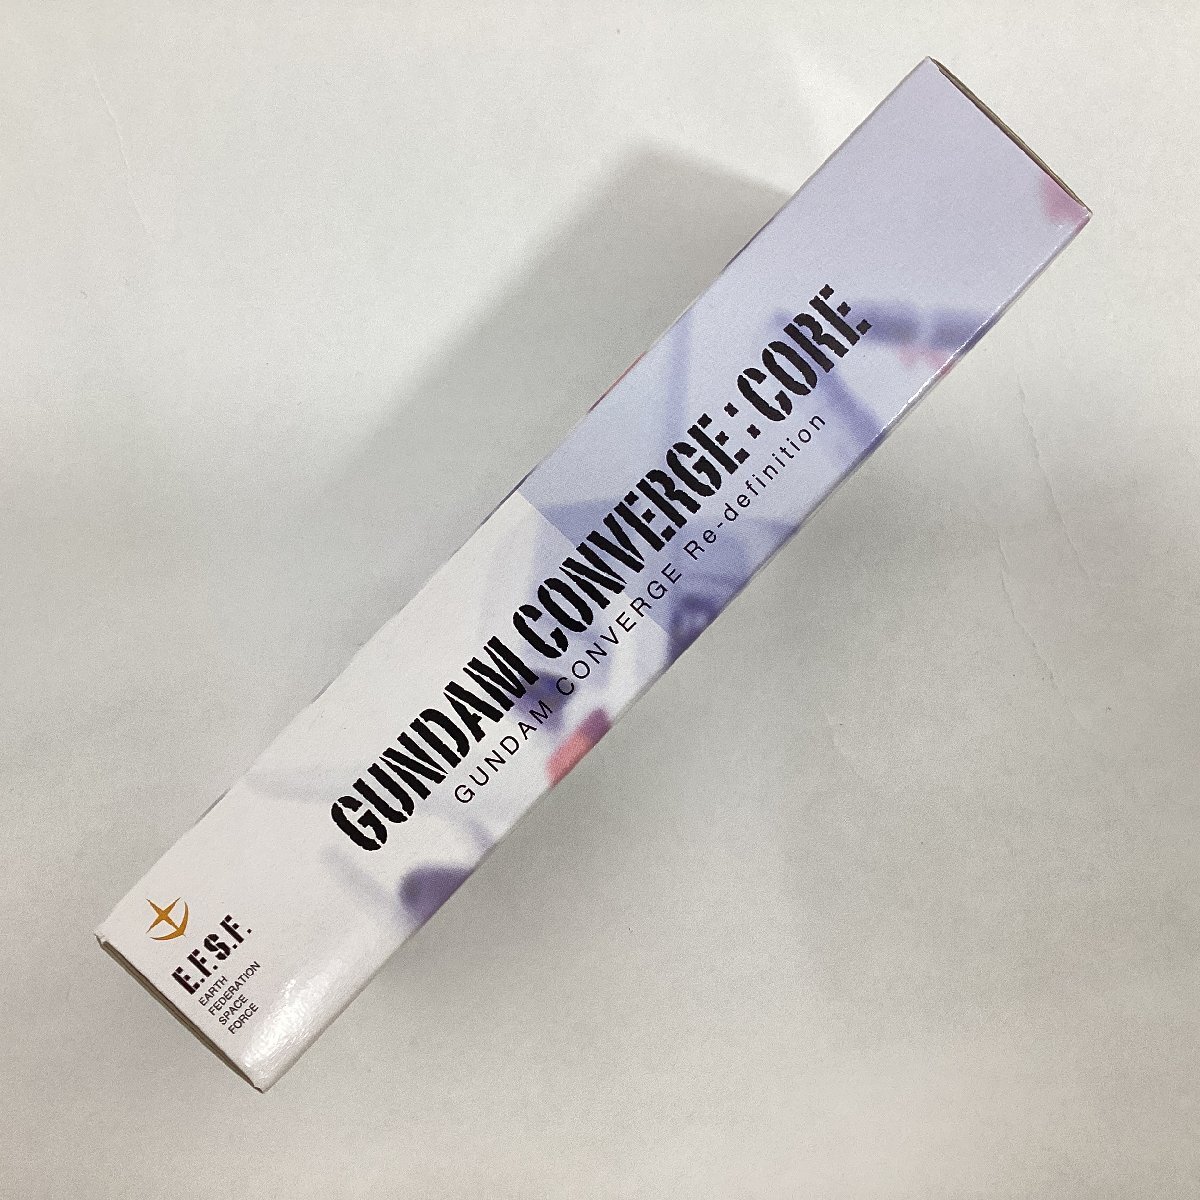 GUNDAM CONVERGE:CORE
GUNDAM CONVERGE Re-definition
E.F.S.F.
EARTH
FEDERATION
SPACE
FORCE